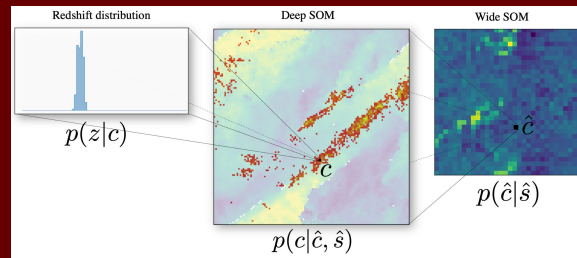 Redshift distribution
Deep SOM
Wide SOM
p(z|c)
c
ĉ
p(c|ĉ, ŝ)
p(ĉ|ŝ)